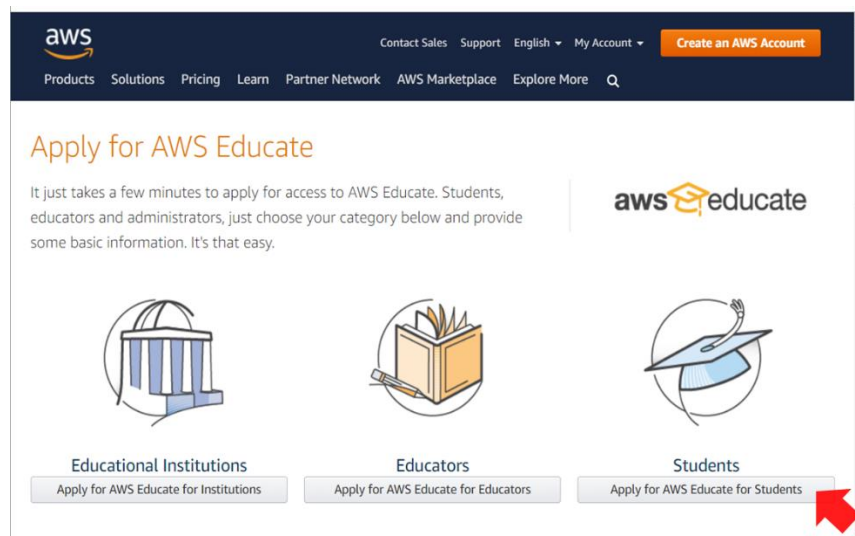 aws
Contact Sales Support English My Account Create an AWS Account
Products Solutions Pricing Learn Partner Network AWS Marketplace Explore More
Apply for AWS Educate
It just takes a few minutes to apply for access to AWS Educate. Students,
educators and administrators, just choose your category below and provide
some basic information. It's that easy.
aws educate
Educational Institutions
Apply for AWS Educate for Institutions
Educators
Apply for AWS Educate for Educators
Students
Apply for AWS Educate for Students